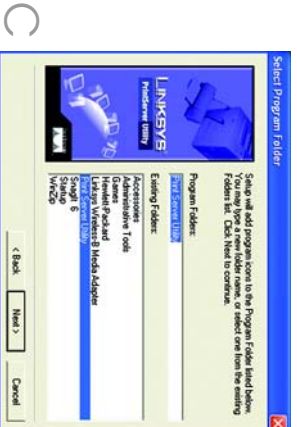 Select Program Folder
Setup will add program icons to the Program Folder listed below.
You may type a new folder name, or select one from the existing
Folders list. Click Next to continue.
Program Folders:
Print Server Utility
Existing Folders:
Accessories
Administrative Tools
Games
Hewlett-Packard
Linksys Wireless-B Media Adapter
Print Server Utility
SnagIt 6
Startup
WinZip
LINKSYS
PrintServer Utility
< Back
Next >
Cancel